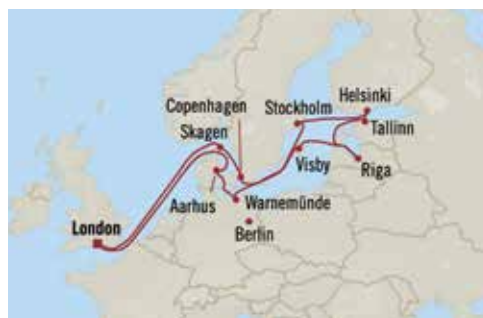 Copenhagen
Skagen
Stockholm
Helsinki
Tallinn
Visby
Riga
Aarhus
Warnemünde
Berlin
London